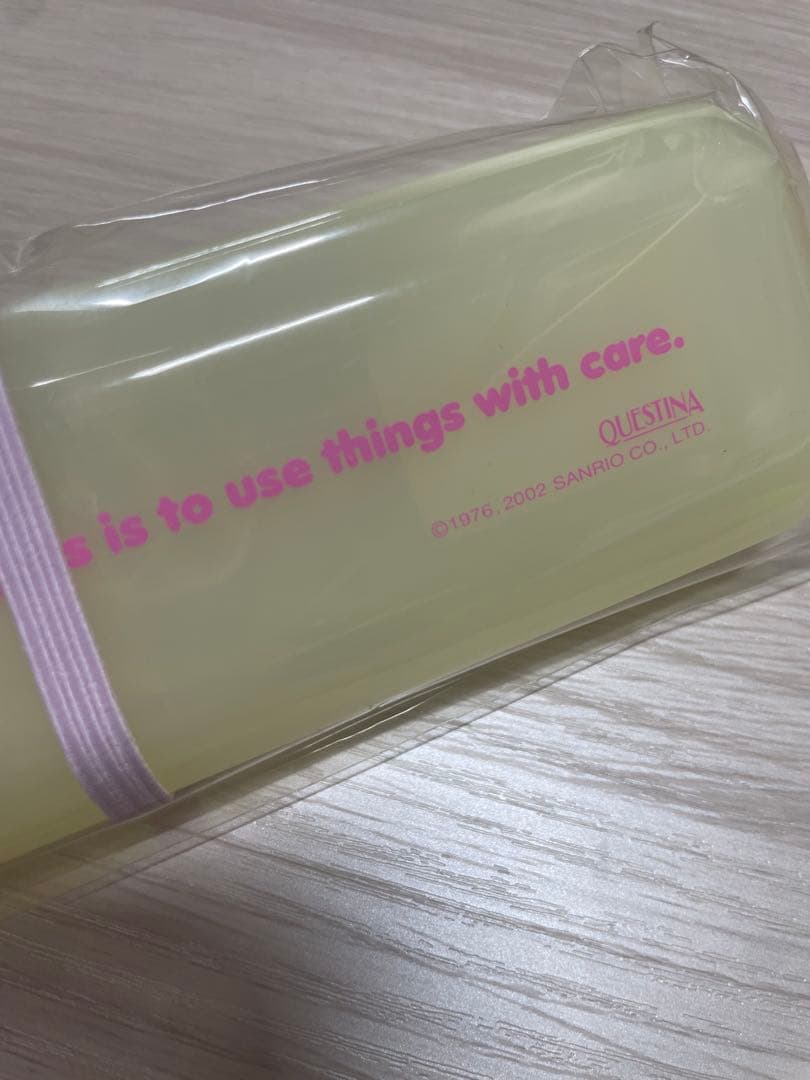 is to use things with care.
QUESTINA
©1976, 2002 SANRIO CO., LTD.